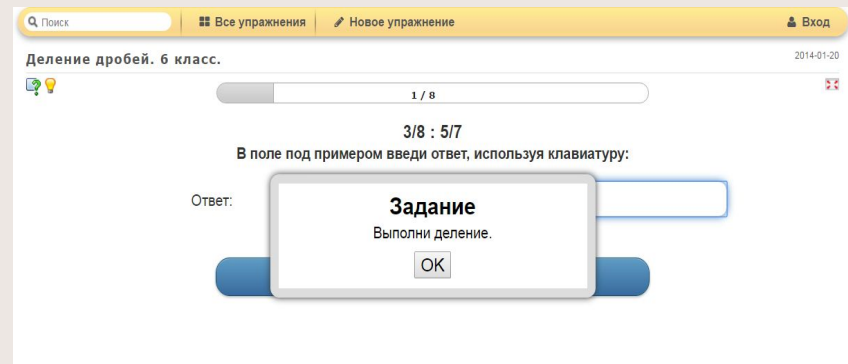 Поиск
Все упражнения
Новое упражнение
Вход
Деление дробей. 6 класс.
2014-01-20
1 / 8
3/8 : 5/7
В поле под примером введи ответ, используя клавиатуру:
Ответ:
Задание
Выполни деление.
OK